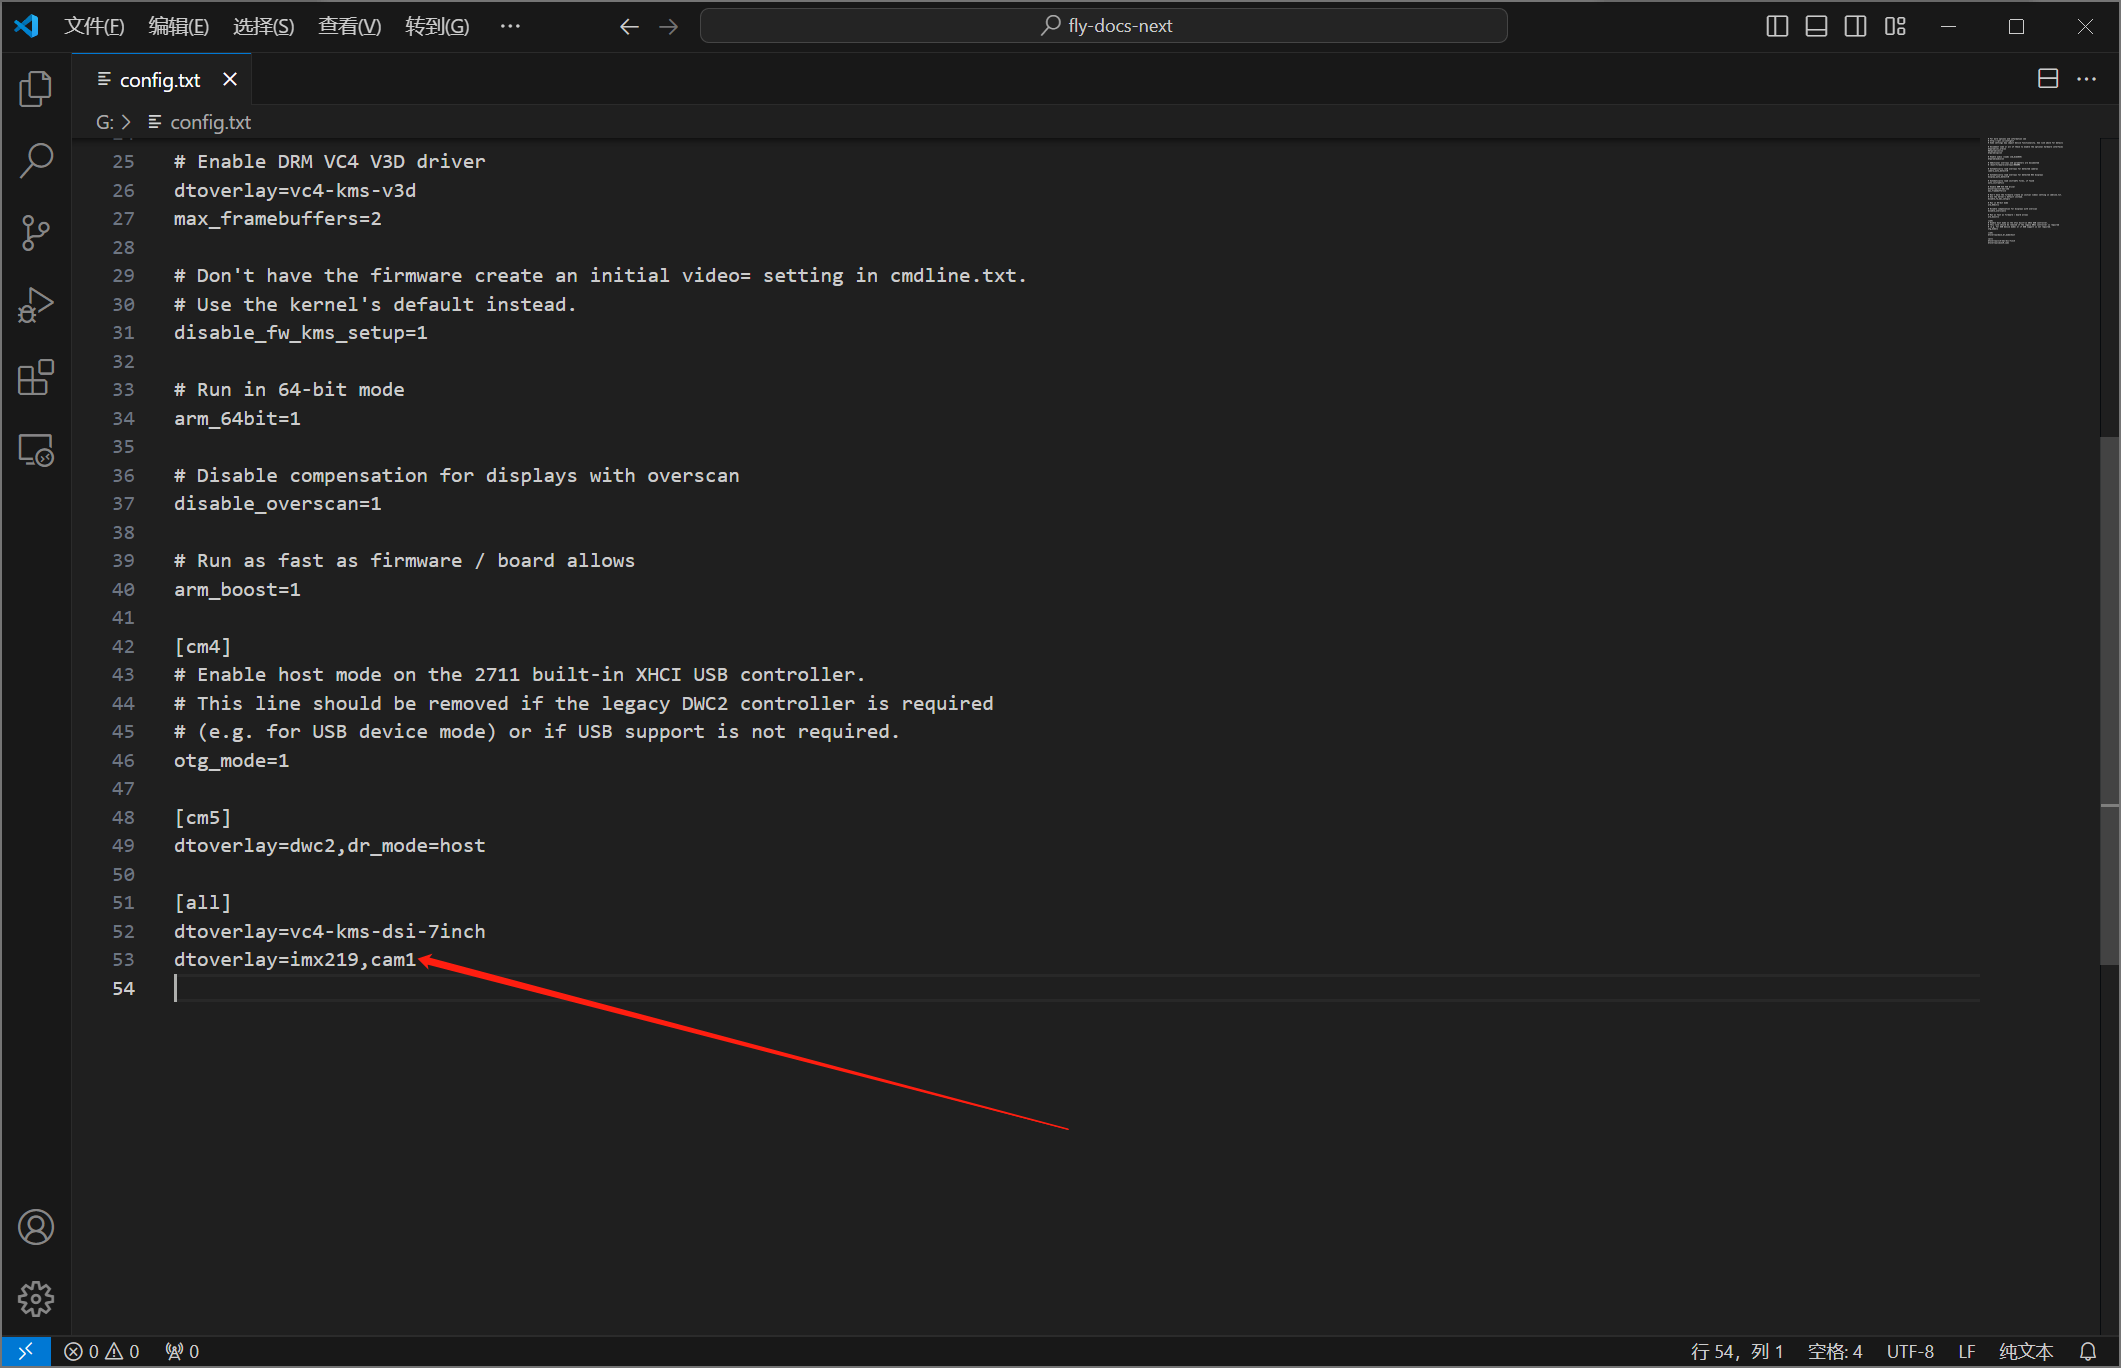 文件(F) 编辑(E) 选择(S) 查看(V) 转到(G) ··· fly-docs-next
config.txt
G: > config.txt
25 # Enable DRM VC4 V3D driver
26 dtoverlay=vc4-kms-v3d
27 max_framebuffers=2
28
29 # Don't have the firmware create an initial video= setting in cmdline.txt.
30 # Use the kernel's default instead.
31 disable_fw_kms_setup=1
32
33 # Run in 64-bit mode
34 arm_64bit=1
35
36 # Disable compensation for displays with overscan
37 disable_overscan=1
38
39 # Run as fast as firmware / board allows
40 arm_boost=1
41
42 [cm4]
43 # Enable host mode on the 2711 built-in XHCI USB controller.
44 # This line should be removed if the legacy DWC2 controller is required
45 # (e.g. for USB device mode) or if USB support is not required.
46 otg_mode=1
47
48 [cm5]
49 dtoverlay=dwc2,dr_mode=host
50
51 [all]
52 dtoverlay=vc4-kms-dsi-7inch
53 dtoverlay=imx219,cam1
54
0 0 0 行 54，列 1 空格: 4 UTF-8 LF 纯文本